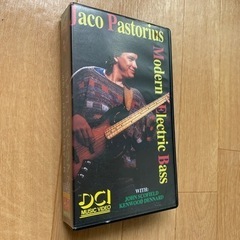 Jaco Pastorius
Modern Electric Bass
DCI
MUSIC VIDEO
WITH:
JOHN SCOFIELD
KENWOOD DENNARD